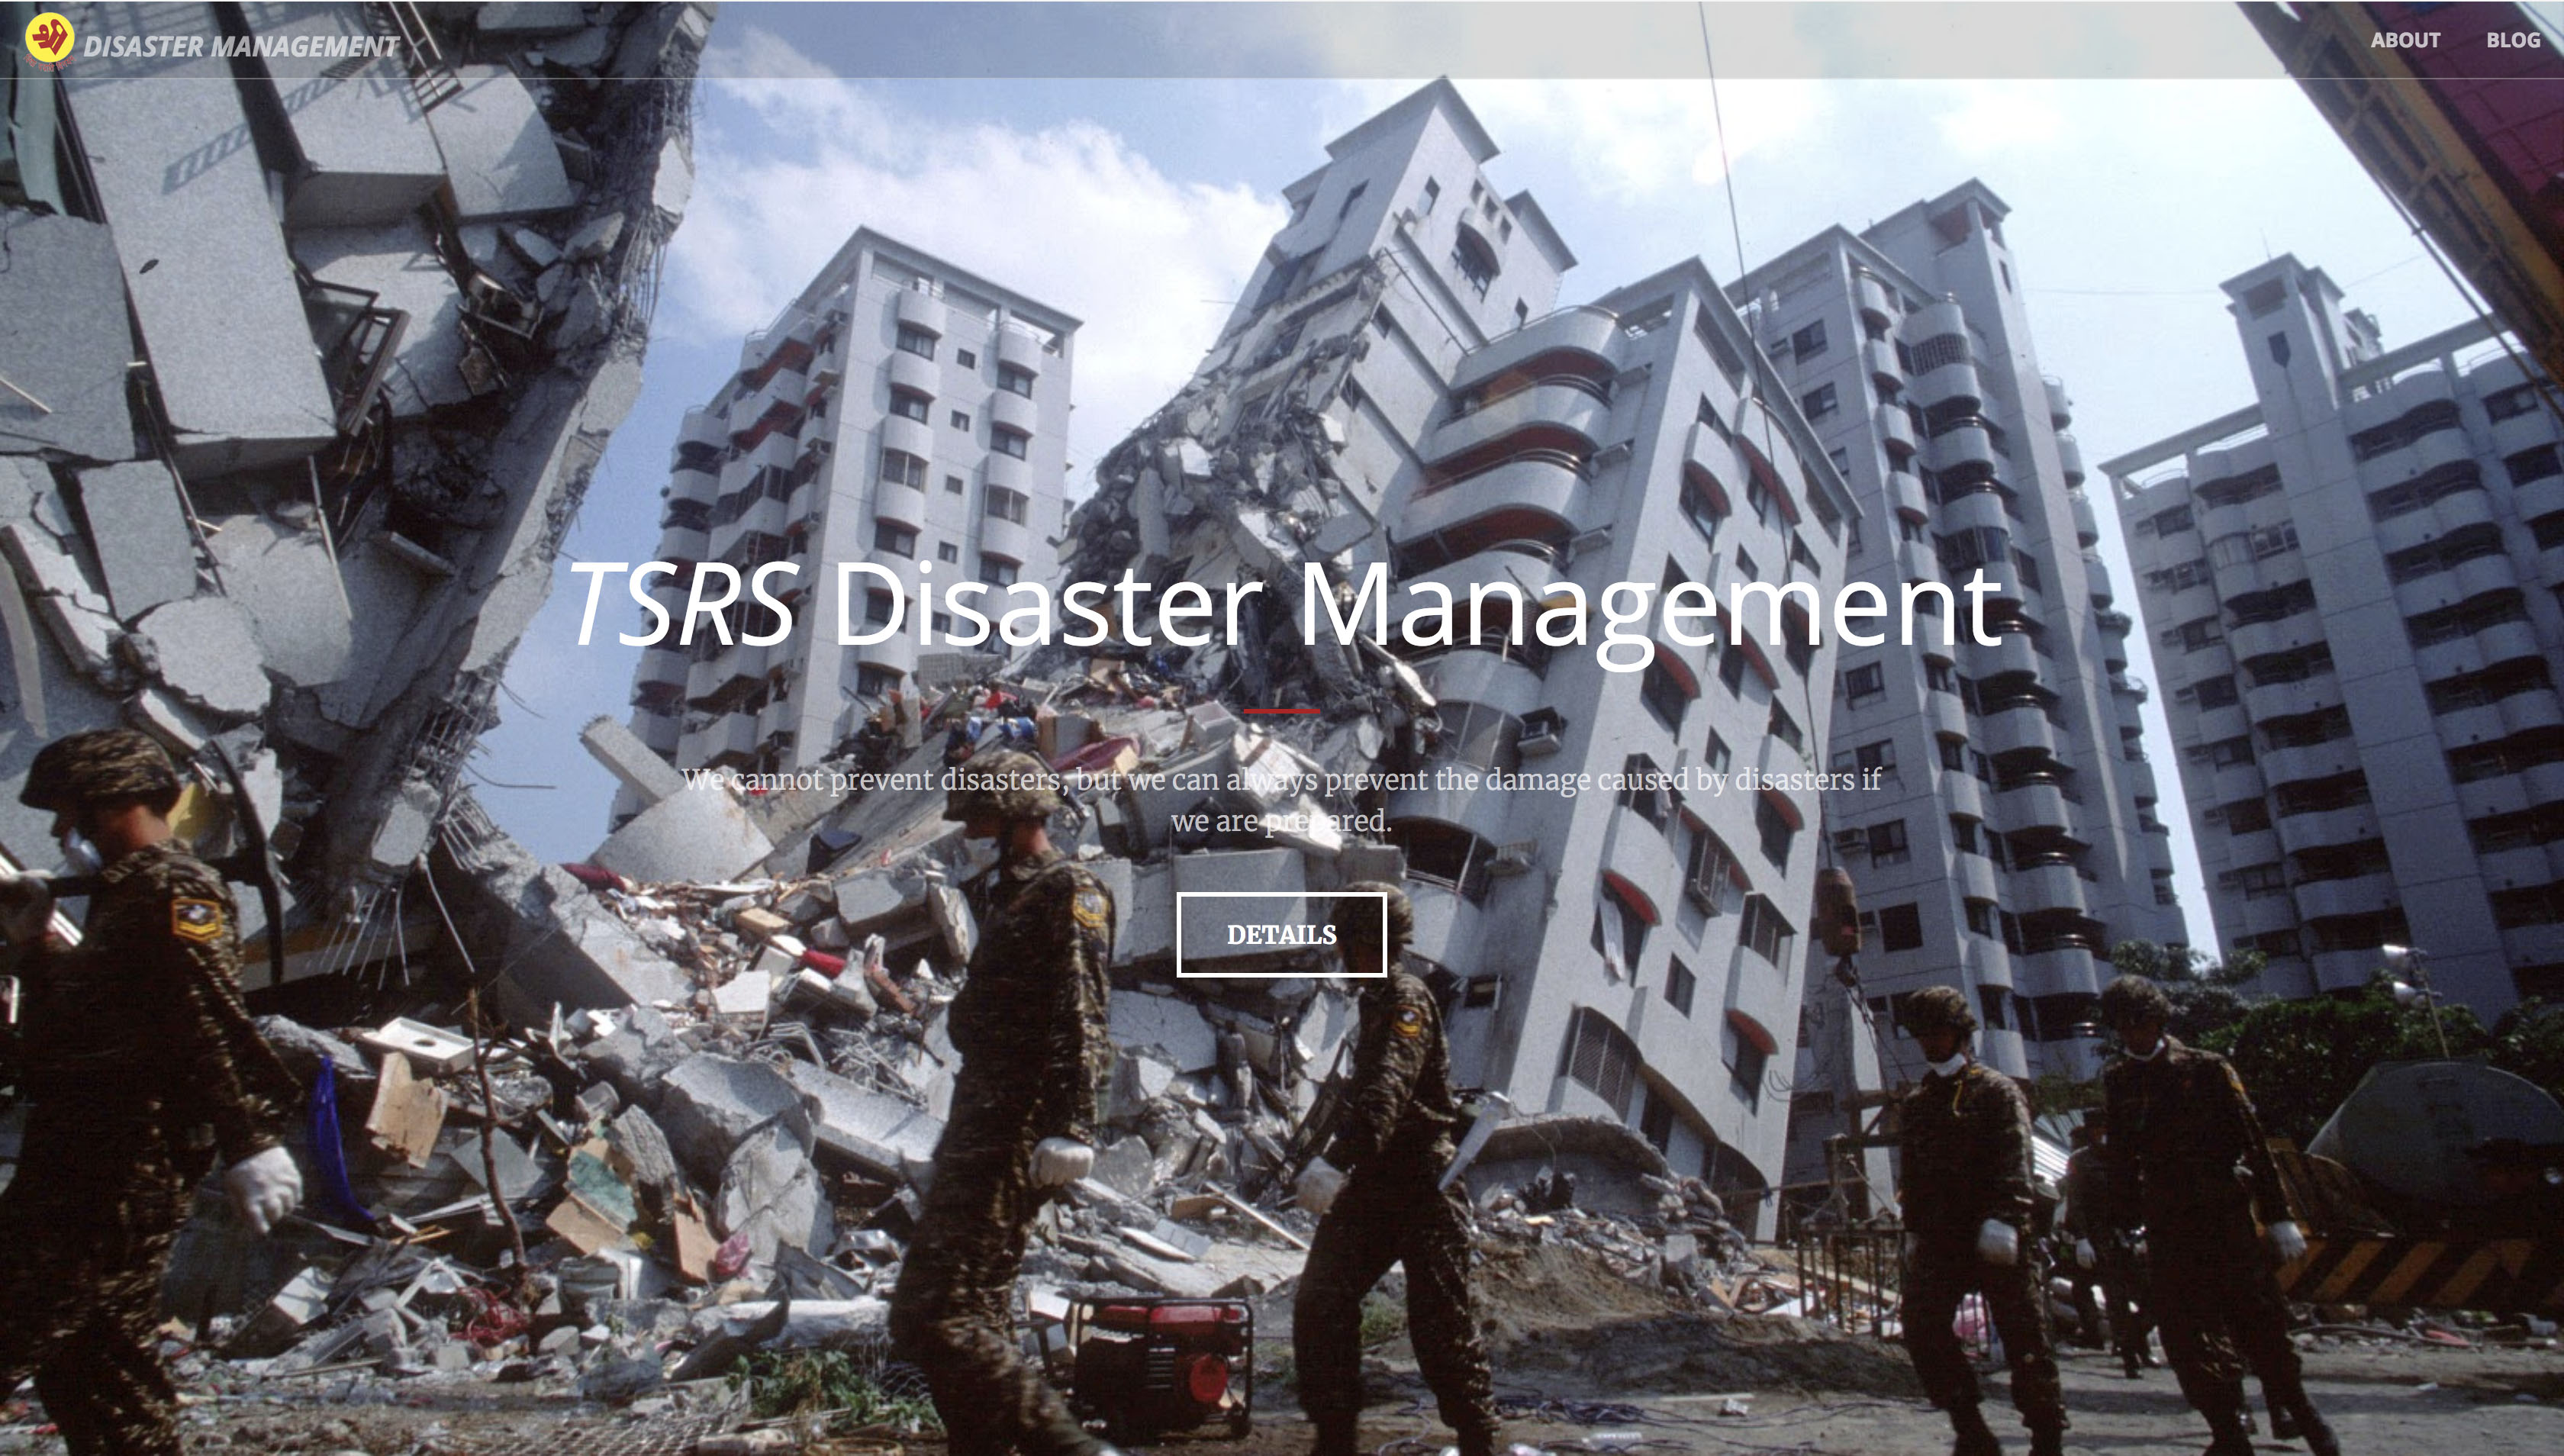 DISASTER MANAGEMENT
ABOUT
BLOG
TSRS Disaster Management
We cannot prevent disasters, but we can always prevent the damage caused by disasters if
we are prepared.
DETAILS